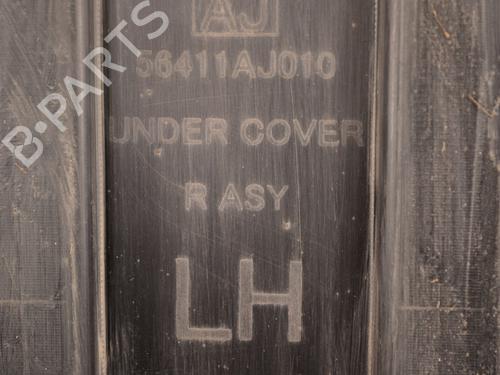 AJ
56411AJ010
UNDER COVER
R ASY
LH
B-PARTS